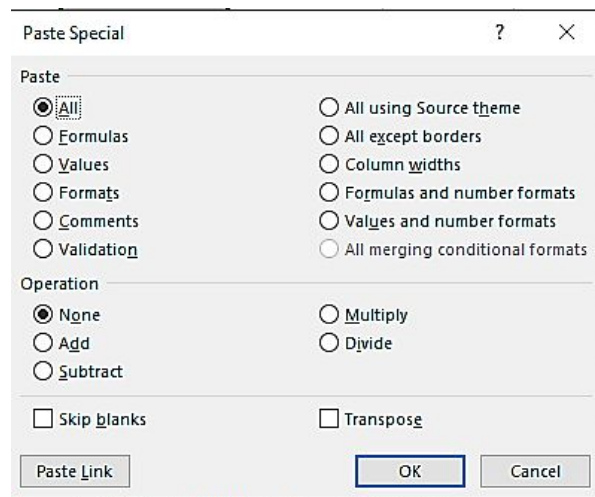 Paste Special ?
Paste
All
All using Source theme
Formulas
All except borders
Values
Column widths
Formats
Formulas and number formats
Comments
Values and number formats
Validation
All merging conditional formats
Operation
None
Multiply
Add
Divide
Subtract
Skip blanks
Transpose
Paste Link
OK
Cancel